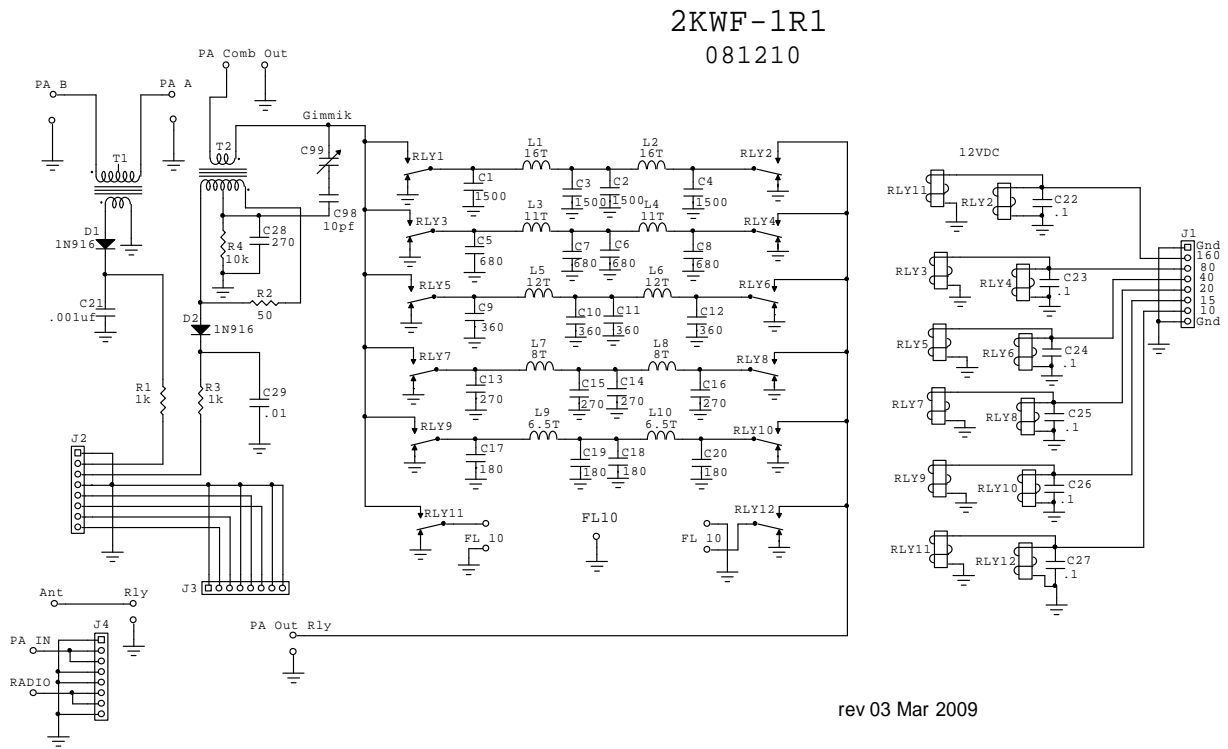 2KWF-1R1
081210
PA Comb Out
PA B
PA A
T1
T2
Gimmik
C99
C98
10pf
D1
1N916
C28
270
R4
10k
R2
50
C21
.001uf
D2
1N916
R1
1k
R3
1k
C29
.01
J2
J3
RLY1
L1
16T
L2
16T
RLY2
C1
1500
C3
1500
C2
1500
C4
1500
RLY3
L3
11T
L4
11T
RLY4
C5
680
C7
680
C6
680
C8
680
RLY5
L5
12T
L6
12T
RLY6
C9
360
C10
360
C11
360
C12
360
RLY7
L7
8T
L8
8T
RLY8
C13
270
C15
270
C14
270
C16
270
RLY9
L9
6.5T
L10
6.5T
RLY10
C17
180
C19
180
C18
180
C20
180
RLY11
FL 10
FL10
FL 10
RLY12
12VDC
RLY11
RLY2
C22
.1
RLY3
RLY4
C23
.1
RLY5
RLY6
C24
.1
RLY7
RLY8
C25
.1
RLY9
RLY10
C26
.1
RLY11
RLY12
C27
.1
J1
Gnd
160
80
40
20
15
10
Gnd
Ant
Rly
J4
PA IN
RADIO
PA Out Rly
rev 03 Mar 2009